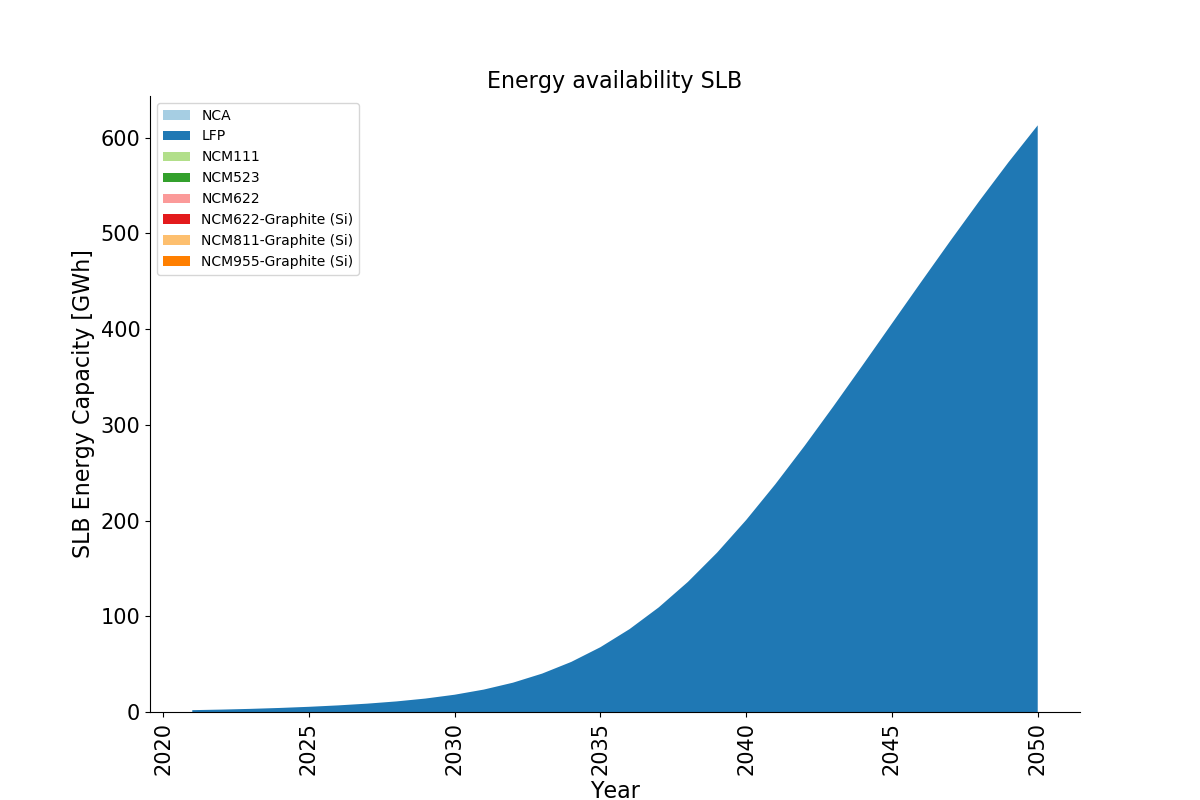 Energy availability SLB
NCA
LFP
NCM111
NCM523
NCM622
NCM622-Graphite (Si)
NCM811-Graphite (Si)
NCM955-Graphite (Si)
SLB Energy Capacity [GWh]
600
500
400
300
200
100
0
2020
2025
2030
2035
2040
2045
2050
Year